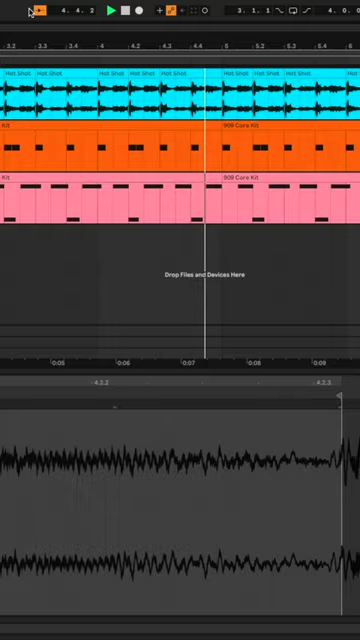 4. 4. 2 3. 1. 1 4. 0. 0
3.2 3.3 3.4 4 4.2 4.3 4.4 5 5.2 5.3 5.4 6
Hot Shot Hot Shot Hot Shot Hot Shot Hot Shot Hot Shot Hot Shot Hot Shot
Kit 909 Core Kit
Kit 909 Core Kit
Drop Files and Devices Here
0:05 0:06 0:07 0:08 0:09
4.2.2 4.2.3